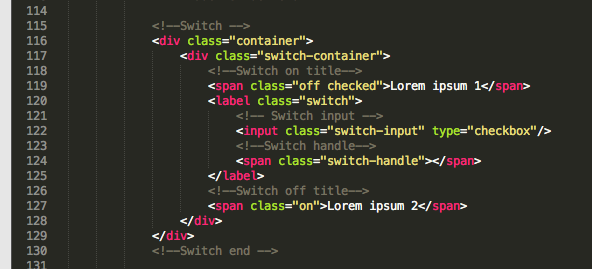 114
115 <!--Switch -->
116 <div class="container">
117 <div class="switch-container">
118 <!--Switch on title-->
119 <span class="off checked">Lorem ipsum 1</span>
120 <label class="switch">
121 <!-- Switch input -->
122 <input class="switch-input" type="checkbox"/>
123 <!--Switch handle-->
124 <span class="switch-handle"></span>
125 </label>
126 <!--Switch off title-->
127 <span class="on">Lorem ipsum 2</span>
128 </div>
129 </div>
130 <!--Switch end -->
131